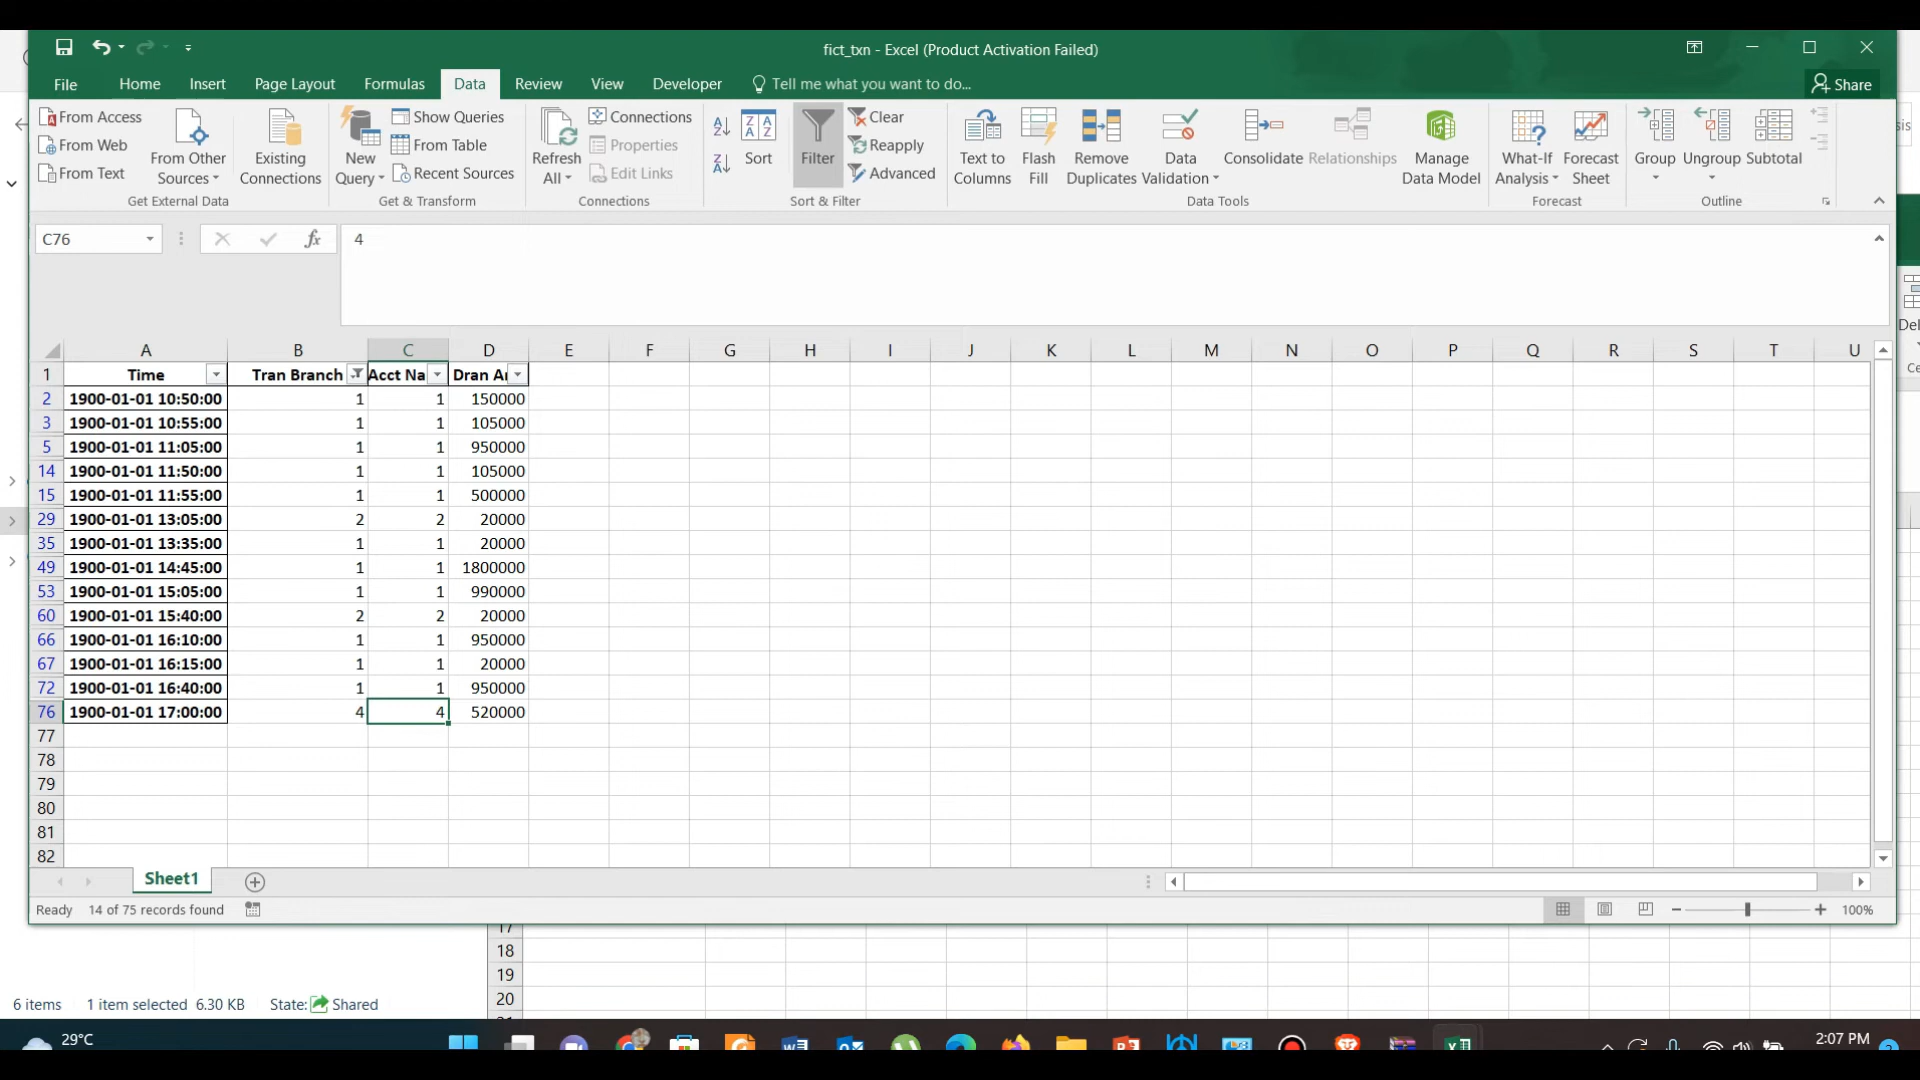 fict_txn - Excel (Product Activation Failed)
File Home Insert Page Layout Formulas Data Review View Developer Tell me what you want to do... Share
From Access
From Web
From Text
From Other Sources
Existing Connections
Get External Data
New Query
Show Queries
From Table
Recent Sources
Get & Transform
Refresh All
Connections
Properties
Edit Links
Connections
Sort
Filter
Clear
Reapply
Advanced
Sort & Filter
Text to Columns
Flash Fill
Remove Duplicates
Data Validation
Consolidate
Relationships
Manage Data Model
Data Tools
What-If Analysis
Forecast Sheet
Forecast
Group
Ungroup
Subtotal
Outline
C76 fx 4
A B C D E F G H I J K L M N O P Q R S T U
1 Time Tran Branch Acct Na Dran A
2 1900-01-01 10:50:00 1 1 150000
3 1900-01-01 10:55:00 1 1 105000
5 1900-01-01 11:05:00 1 1 950000
14 1900-01-01 11:50:00 1 1 105000
15 1900-01-01 11:55:00 1 1 500000
29 1900-01-01 13:05:00 2 2 20000
35 1900-01-01 13:35:00 1 1 20000
49 1900-01-01 14:45:00 1 1 1800000
53 1900-01-01 15:05:00 1 1 990000
60 1900-01-01 15:40:00 2 2 20000
66 1900-01-01 16:10:00 1 1 950000
67 1900-01-01 16:15:00 1 1 20000
72 1900-01-01 16:40:00 1 1 950000
76 1900-01-01 17:00:00 4 4 520000
77
78
79
80
81
82
Sheet1
Ready 14 of 75 records found 100%
17
18
19
20
6 items 1 item selected 6.30 KB State: Shared
29°C
2:07 PM